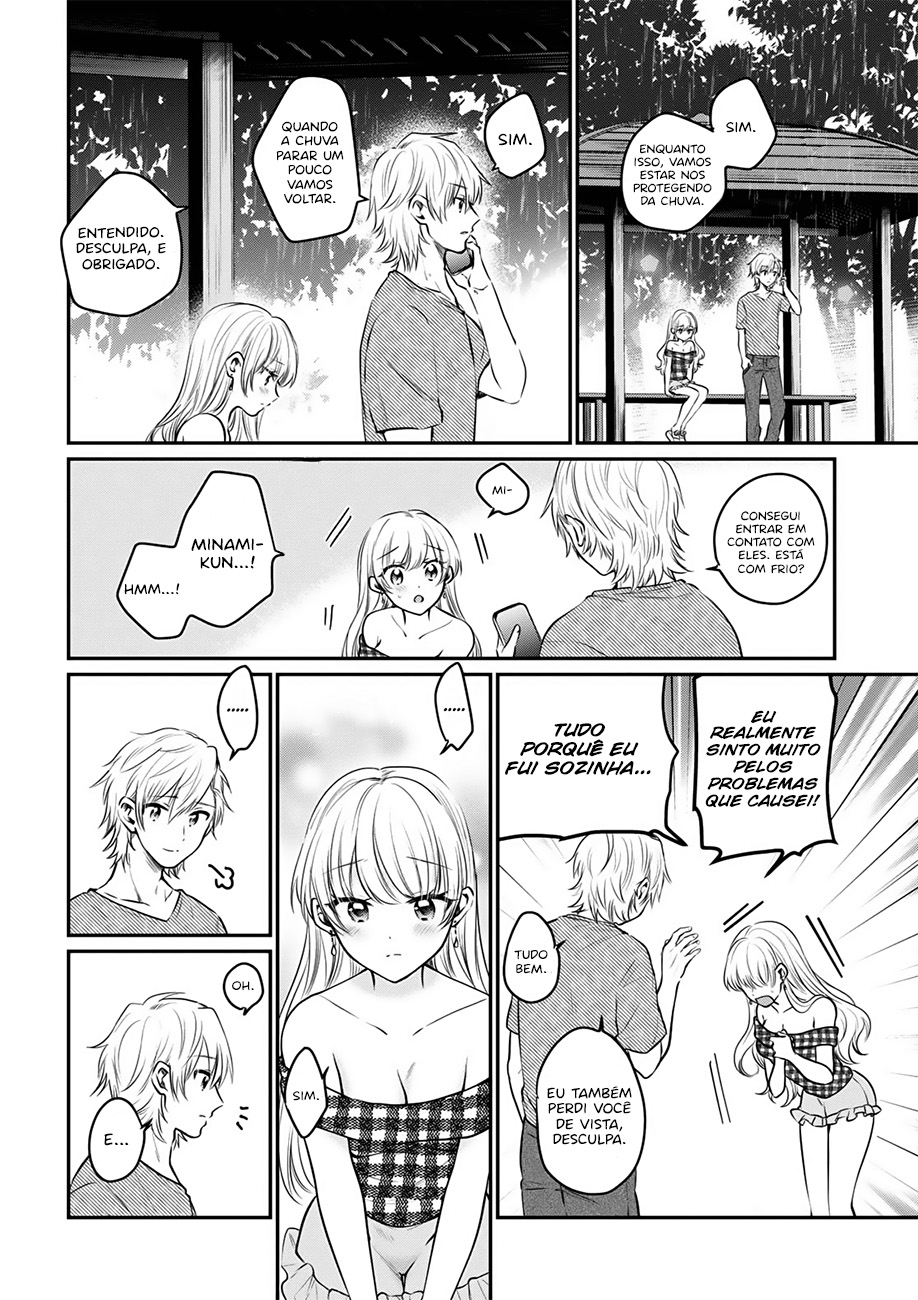 SIM.
ENQUANTO
ISSO, VAMOS
ESTAR NOS
PROTEGENDO
DA CHUVA.
SIM.
QUANDO
A CHUVA
PARAR UM
POUCO
VAMOS
VOLTAR.
ENTENDIDO.
DESCULPA, E
OBRIGADO.
CONSEGUI
ENTRAR EM
CONTATO COM
ELES. ESTÁ
COM FRIO?
MI-
MINAMI-
KUN...!
HMM...!
EU
REALMENTE
SINTO MUITO
PELOS
PROBLEMAS
QUE CAUSEI!
TUDO
PORQUÊ EU
FUI SOZINHA...
TUDO
BEM.
EU TAMBÉM
PERDI VOCÊ
DE VISTA,
DESCULPA.
......
SIM.
......
OH.
E...